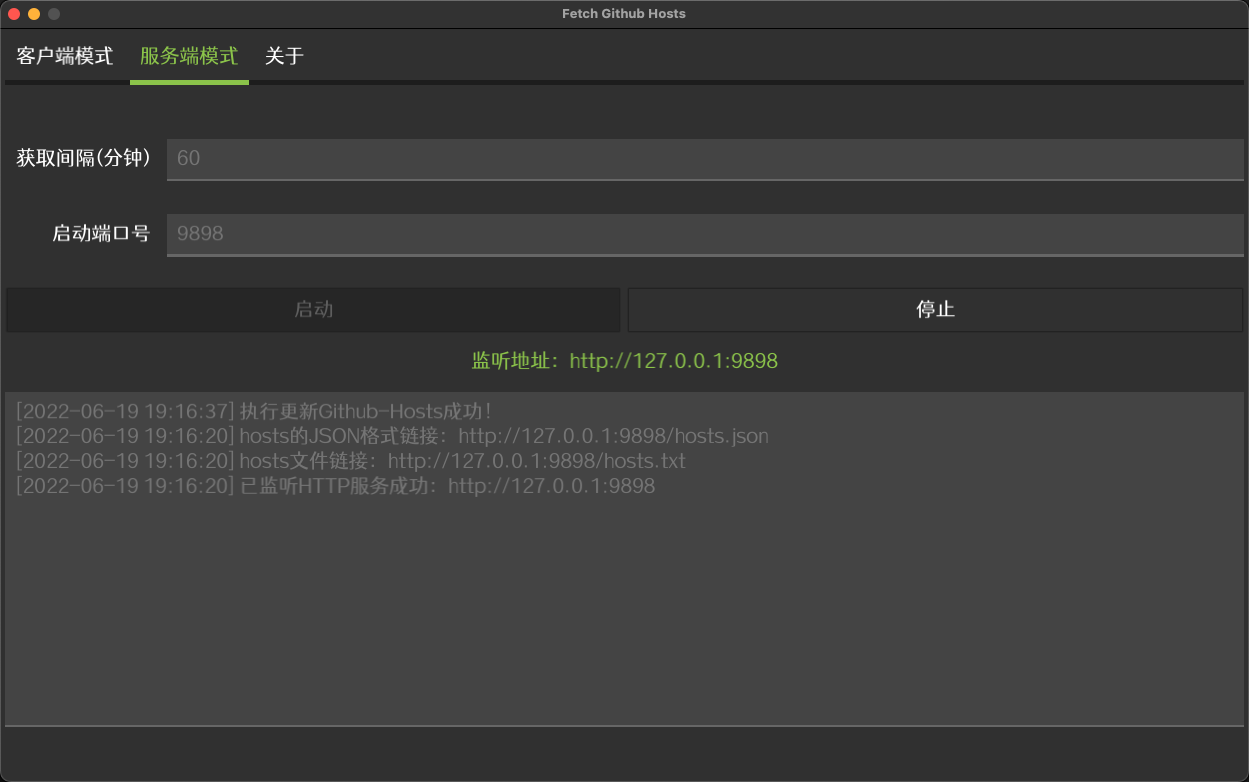 Fetch Github Hosts
客户端模式 服务端模式 关于
获取间隔(分钟) 60
启动端口号 9898
启动 停止
监听地址：http://127.0.0.1:9898
[2022-06-19 19:16:37] 执行更新Github-Hosts成功！
[2022-06-19 19:16:20] hosts的JSON格式链接：http://127.0.0.1:9898/hosts.json
[2022-06-19 19:16:20] hosts文件链接：http://127.0.0.1:9898/hosts.txt
[2022-06-19 19:16:20] 已监听HTTP服务成功：http://127.0.0.1:9898